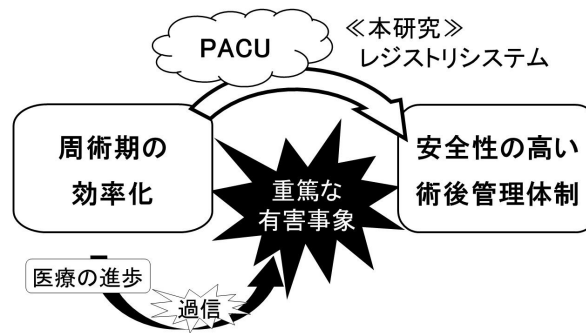 PACU
≪本研究≫
レジストリシステム
周術期の
効率化
重篤な
有害事象
安全性の高い
術後管理体制
医療の進歩
過信